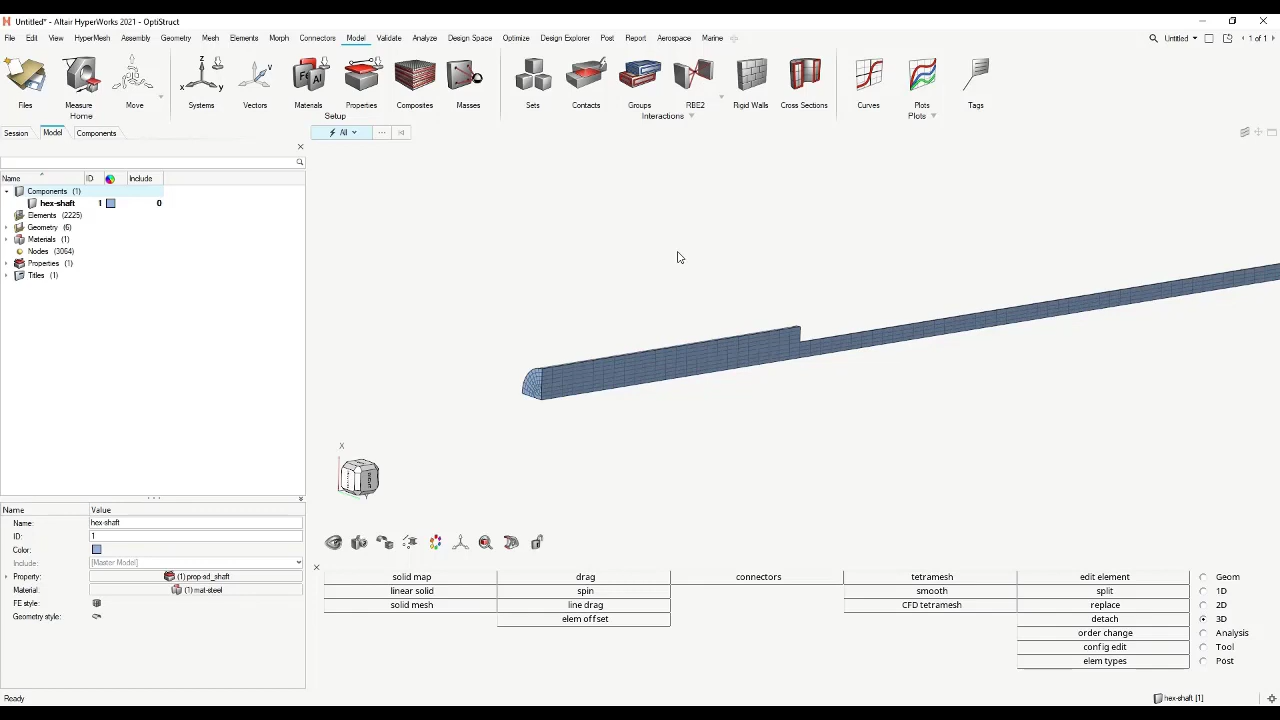 Untitled* - Altair HyperWorks 2021 - OptiStruct
File Edit View HyperMesh Assembly Geometry Mesh Elements Morph Connectors Model Validate Analyze Design Space Optimize Design Explorer Post Report Aerospace Marine Untitled 1 of 1
Files Measure Move Systems Vectors Materials Properties Composites Masses Sets Contacts Groups RBE2 Rigid Walls Cross Sections Curves Plots Tags
Home Setup Interactions Plots
Session Model Components All
Name ID Include
Components (1)
hex-shaft 1 0
Elements (2225)
Geometry (6)
Materials (1)
Nodes (3064)
Properties (1)
Titles (1)
X
Name Value
Name: hex-shaft
ID: 1
Color:
Include: [Master Model]
Property: (1) prop-sd_shaft
Material: (1) mat-steel
FE style:
Geometry style:
solid map drag connectors tetramesh edit element Geom
linear solid spin smooth split 1D
solid mesh line drag CFD tetramesh replace 2D
elem offset detach 3D
order change Analysis
config edit Tool
elem types Post
Ready hex-shaft [1]